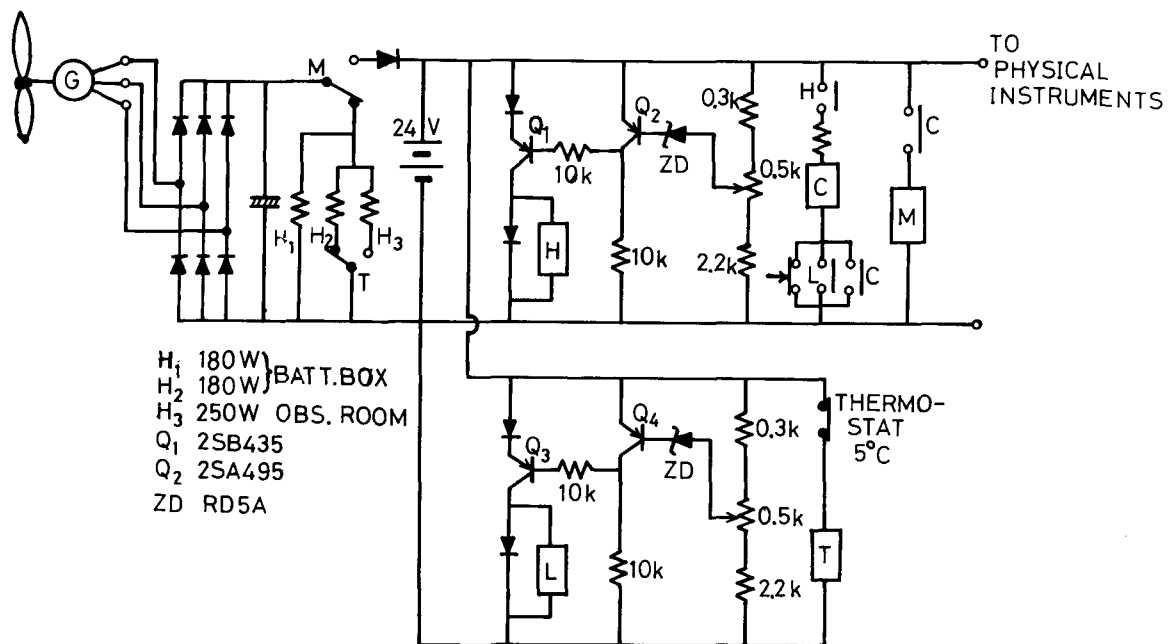 TO
PHYSICAL
INSTRUMENTS
G
M
24 V
Q1
10k
Q2
ZD
0.3k
0.5k
2.2k
10k
H
C
C
M
H1
H2
H3
T
H
L
C
H1 180W
H2 180W
} BATT.BOX
H3 250W OBS. ROOM
Q1 2SB435
Q2 2SA495
ZD RD5A
Q3
10k
Q4
ZD
0.3k
0.5k
2.2k
10k
L
THERMO-
STAT
5°C
T